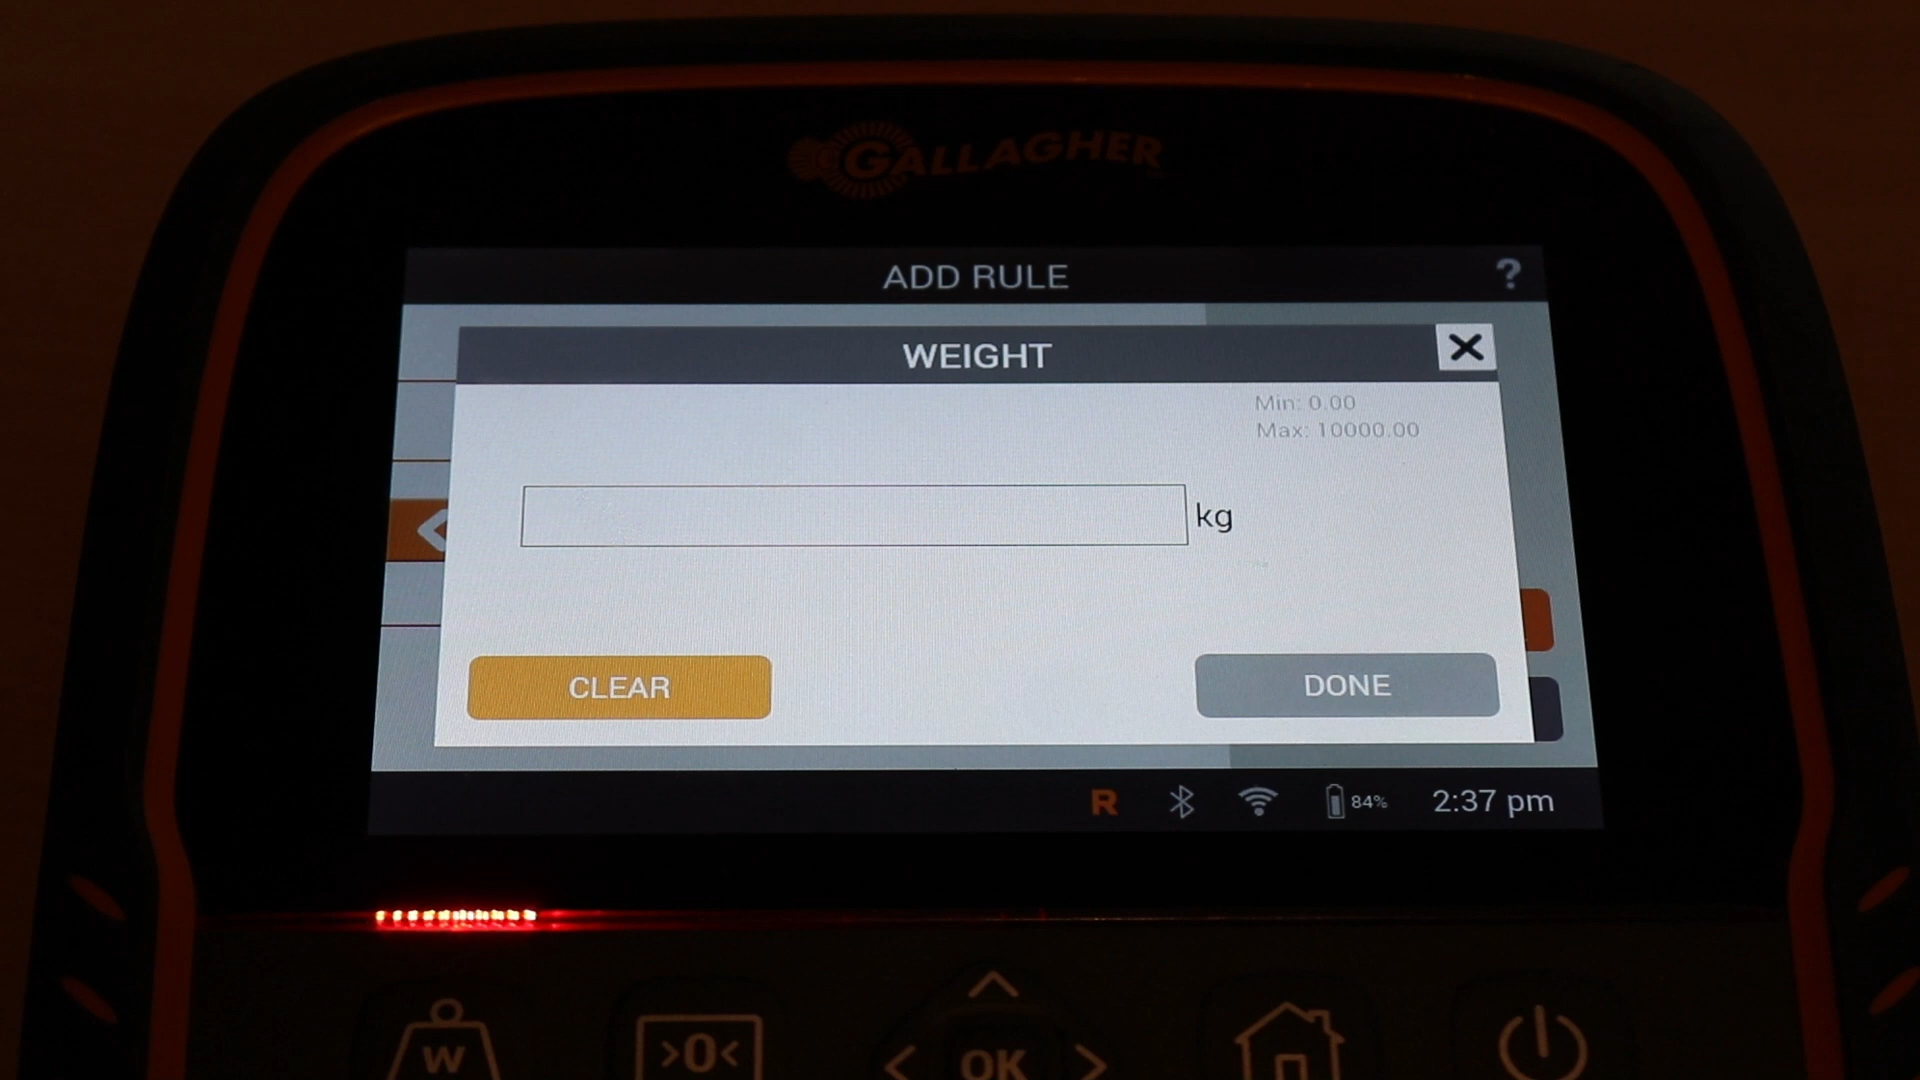 GALLAGHER
ADD RULE ?
WEIGHT X
Min: 0.00
Max: 10000.00
kg
CLEAR DONE
R 84% 2:37 pm
W >0< OK